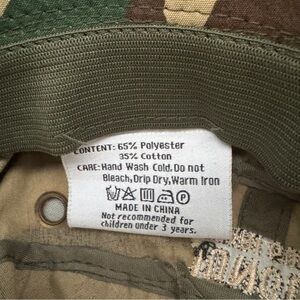 CONTENT: 65% Polyester
35% Cotton
CARE: Hand Wash Cold, Do not
Bleach, Drip Dry, Warm Iron
MADE IN CHINA
Not recommended for
children under 3 years.